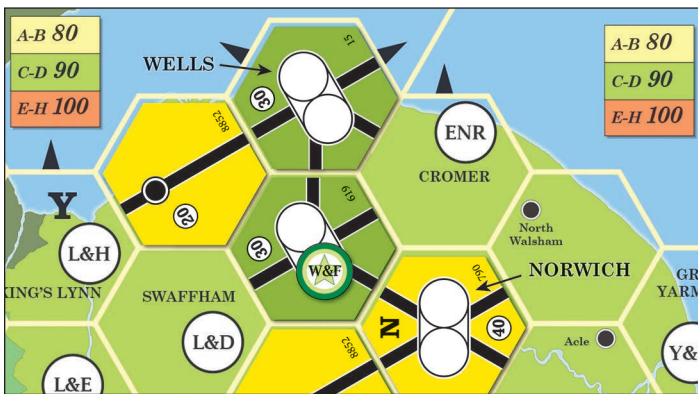 A-B 80
C-D 90
E-H 100
WELLS
15
30
8852
20
A-B 80
C-D 90
E-H 100
ENR
CROMER
Y
L&H
KING'S LYNN
SWAFFHAM
L&D
L&E
619
30
W&F
North
Walsham
790
NORWICH
N
40
8852
Acle
GR
YARM
Y&